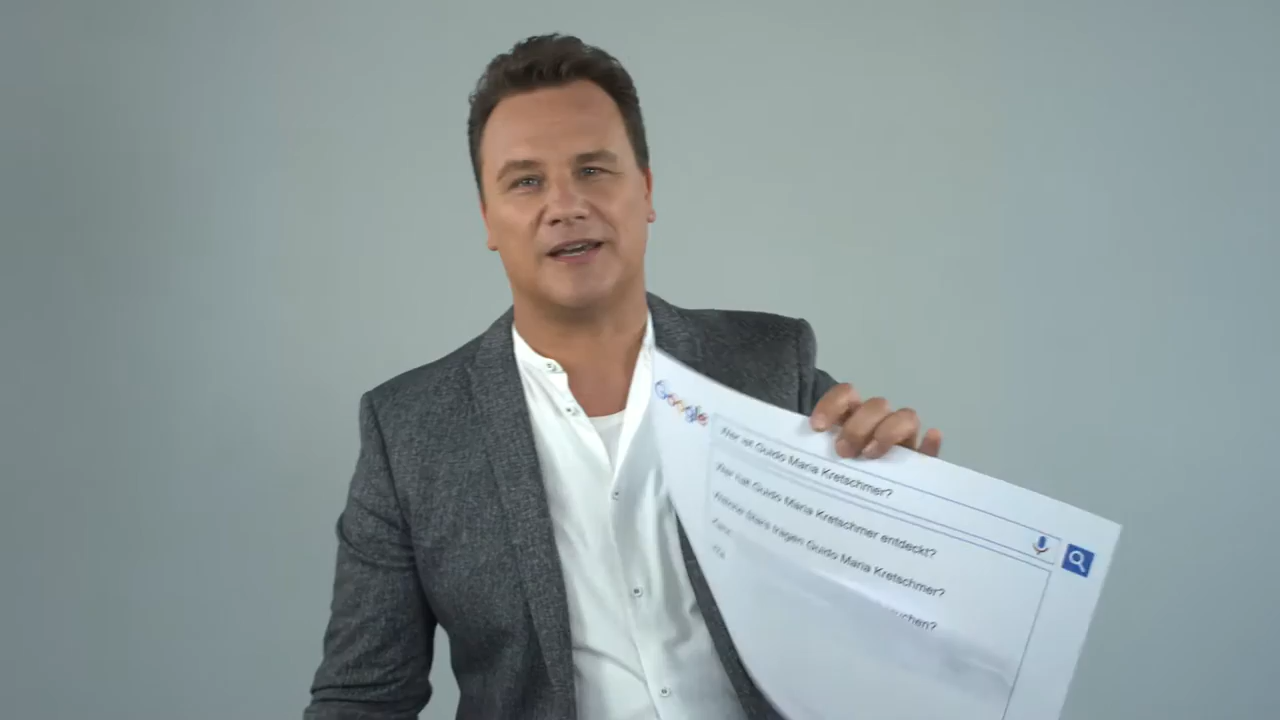 Google
Wer ist Guido Maria Kretschmer?
Wer hat Guido Maria Kretschmer entdeckt?
Welche Stars tragen Guido Maria Kretschmer?